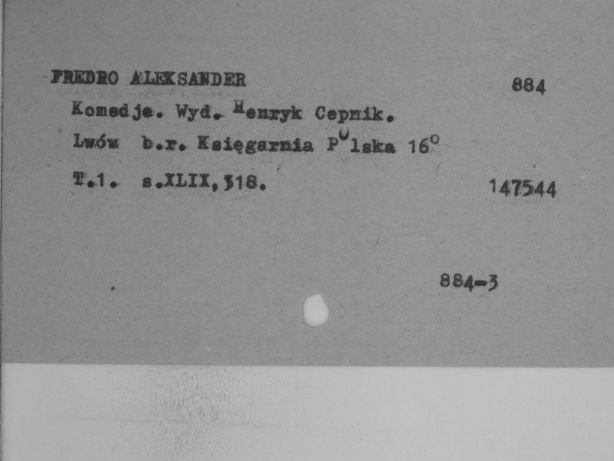 FREDRO ALEKSANDER 884
Komedje. Wyd. Henryk Cepnik.
Lwów b.r. Księgarnia Polska 16°
T.1. s.XLIX, 318. 147544
884-3